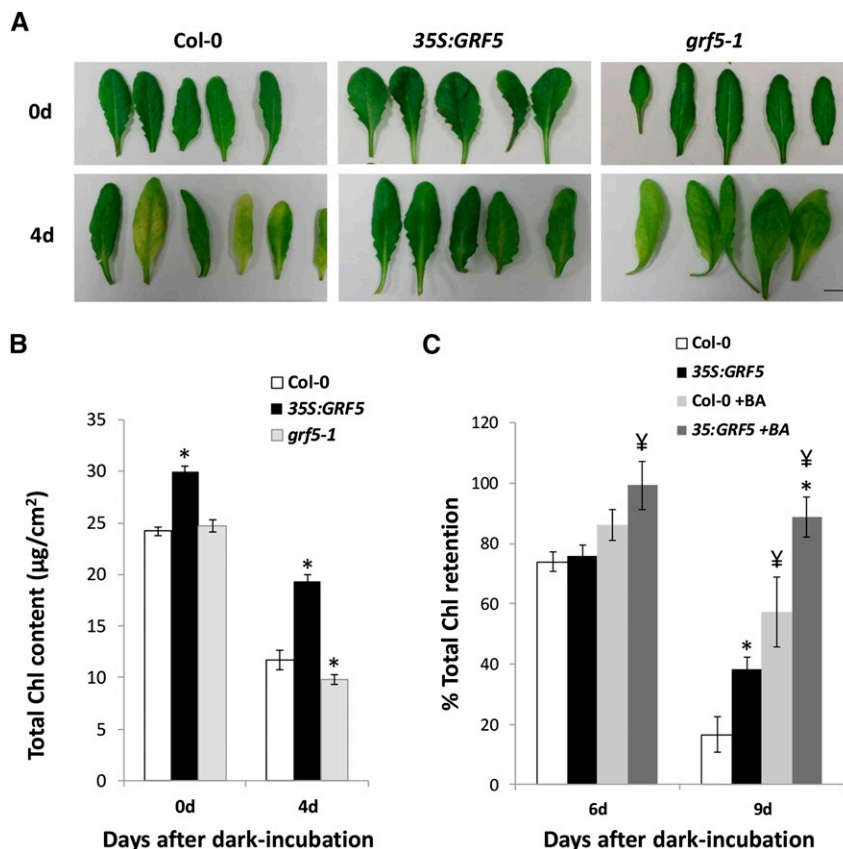 A
Col-0
35S:GRF5
grf5-1
0d
4d
B
Col-0
35S:GRF5
grf5-1
Total Chl content (µg/cm²)
35
30
25
20
15
10
5
0
*
*
*
0d
4d
Days after dark-incubation
C
Col-0
35S:GRF5
Col-0 +BA
35:GRF5 +BA
% Total Chl retention
120
100
80
60
40
20
0
¥
*
¥
¥
*
6d
9d
Days after dark-incubation